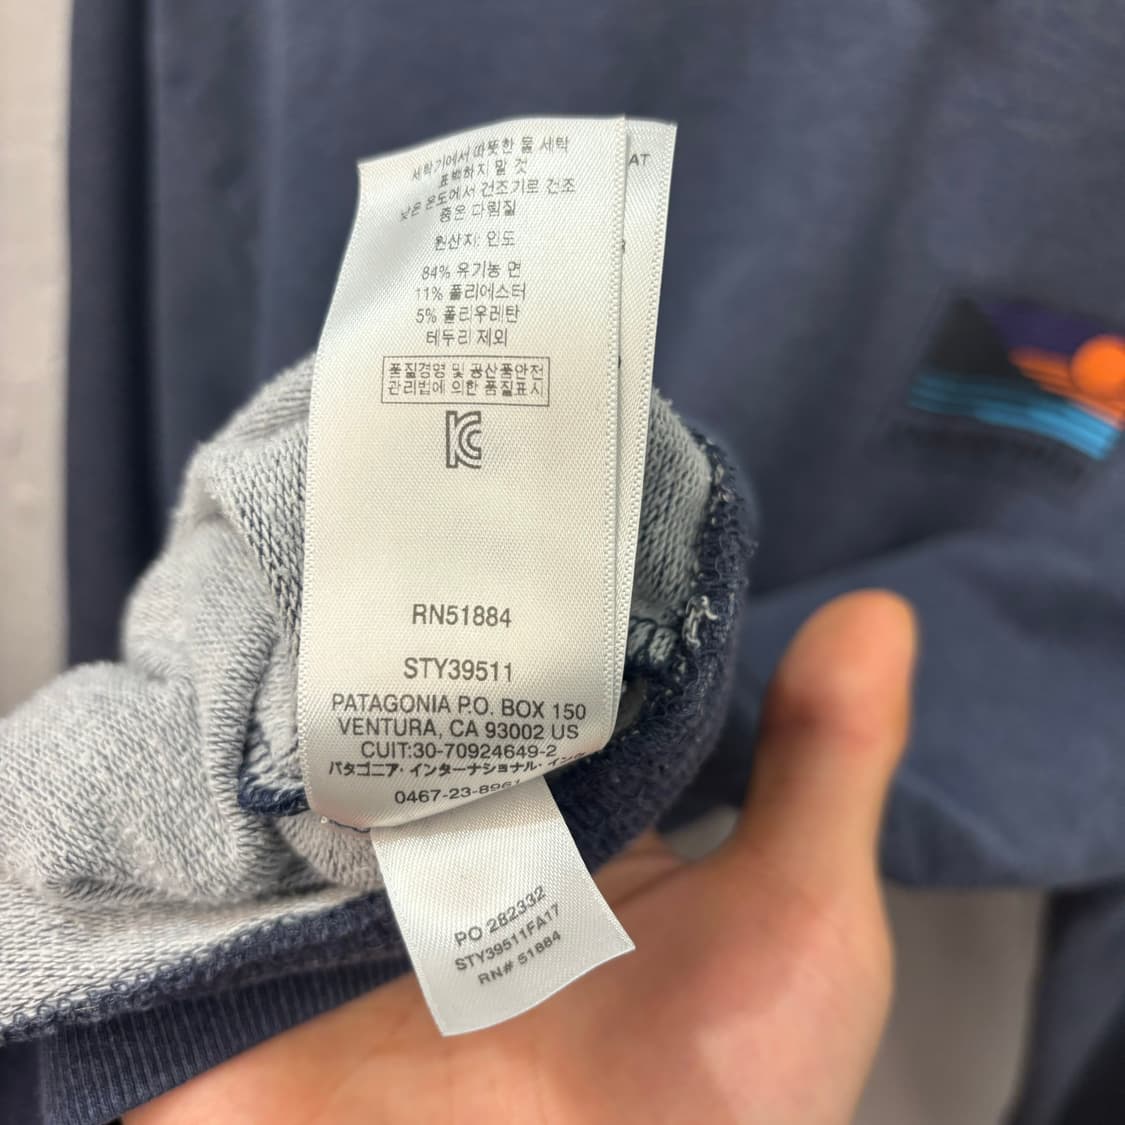 세탁기에서 따뜻한 물 세탁
표백하지 말 것
낮은 온도에서 건조기로 건조
중온 다림질
원산지: 인도
84% 유기농 면
11% 폴리에스터
5% 폴리우레탄
테두리 제외
품질경영 및 공산품안전
관리법에 의한 품질표시
RN51884
STY39511
PATAGONIA P.O. BOX 150
VENTURA, CA 93002 US
CUIT:30-70924649-2
パタゴニア・インターナショナル・
0467-23-8961
AT
PO 282332
STY39511FA17
RN# 51884